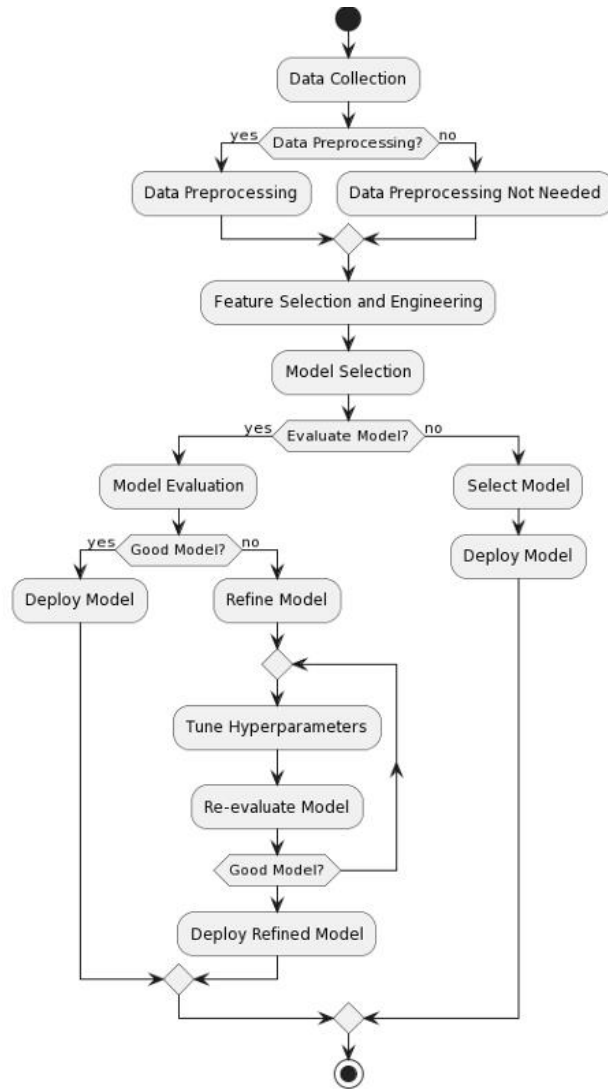 Data Collection
yes
Data Preprocessing?
no
Data Preprocessing
Data Preprocessing Not Needed
Feature Selection and Engineering
Model Selection
yes
Evaluate Model?
no
Model Evaluation
Select Model
yes
Good Model?
no
Deploy Model
Deploy Model
Refine Model
Tune Hyperparameters
Re-evaluate Model
Good Model?
Deploy Refined Model